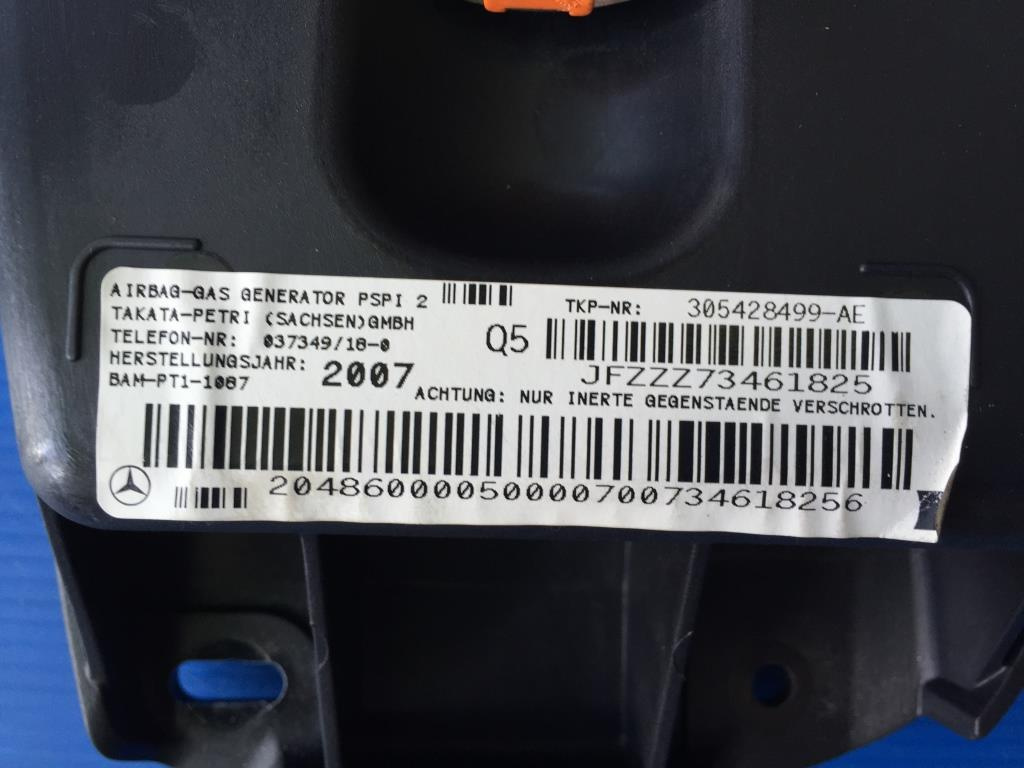 AIRBAG-GAS GENERATOR PSPI 2
TAKATA-PETRI (SACHSEN)GMBH
TELEFON-NR: 037349/18-0
HERSTELLUNGSJAHR: 2007
BAM-PT1-1087
TKP-NR: 305428499-AE
Q5
JFZZZ73461825
ACHTUNG: NUR INERTE GEGENSTAENDE VERSCHROTTEN.
20486000050000700734618256